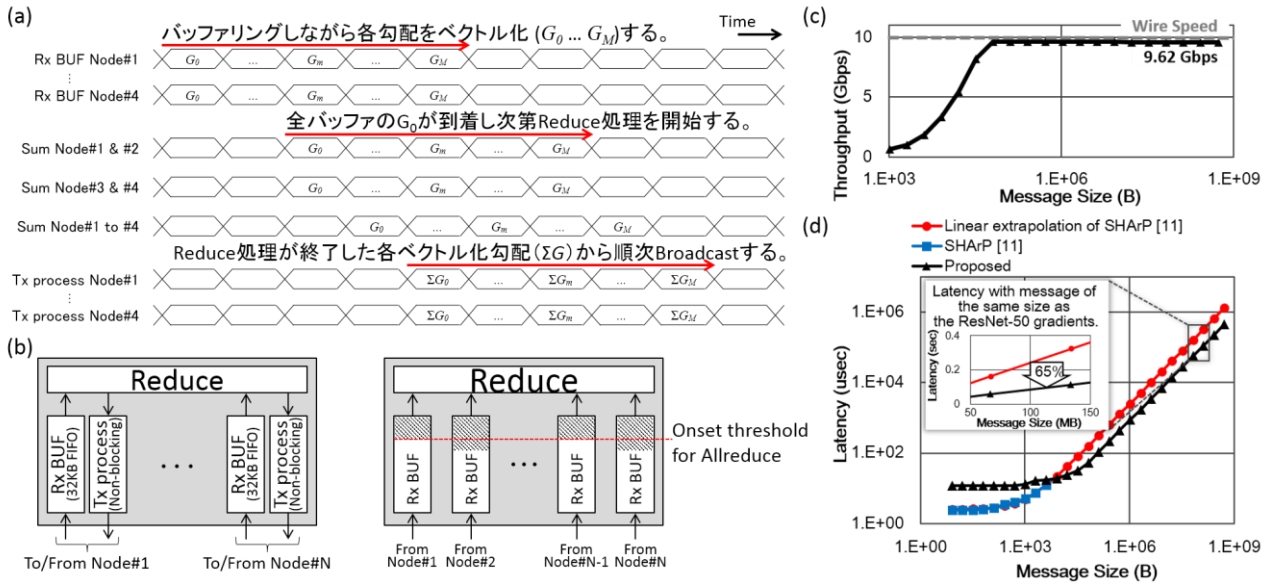 (a)
バッファリングしながら各勾配をベクトル化 (G0 ... GM)する。
Time
Rx BUF Node#1 G0 ... Gm ... GM
⋮
Rx BUF Node#4 G0 ... Gm ... GM
全バッファのG0が到着し次第Reduce処理を開始する。
Sum Node#1 & #2 G0 ... Gm ... GM
Sum Node#3 & #4 G0 ... Gm ... GM
Sum Node#1 to #4 G0 ... Gm ... GM
Reduce処理が終了した各ベクトル化勾配(ΣG)から順次Broadcastする。
Tx process Node#1 ΣG0 ... ΣGm ... ΣGM
⋮
Tx process Node#4 ΣG0 ... ΣGm ... ΣGM
(b)
Reduce
Rx BUF
(32KB FIFO)
Tx process
(Non-blocking)
• • •
Rx BUF
(32KB FIFO)
Tx process
(Non-blocking)
To/From Node#1
To/From Node#N
Reduce
Rx BUF
Rx BUF
• • •
Rx BUF
Rx BUF
Onset threshold
for Allreduce
From
Node#1
From
Node#2
From
Node#N-1
From
Node#N
(c)
Wire Speed
9.62 Gbps
Throughput (Gbps)
10
5
0
1.E+03
1.E+06
1.E+09
Message Size (B)
(d)
Linear extrapolation of SHArP [11]
SHArP [11]
Proposed
Latency with message of
the same size as
the ResNet-50 gradients.
Latency (sec)
0.4
0.2
0
65%
50
100
150
Message Size (MB)
Latency (usec)
1.E+06
1.E+04
1.E+02
1.E+00
1.E+00
1.E+03
1.E+06
1.E+09
Message Size (B)